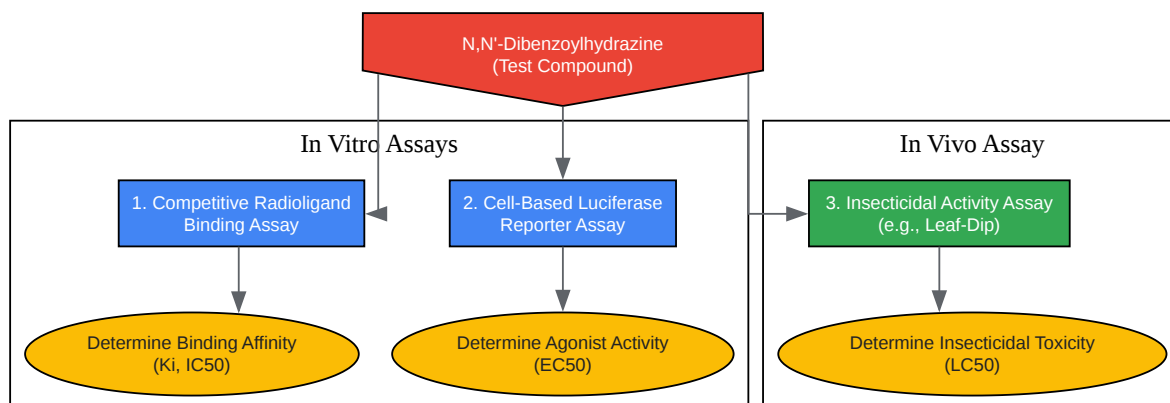 N,N'-Dibenzoylhydrazine
(Test Compound)
In Vitro Assays
In Vivo Assay
1. Competitive Radioligand
Binding Assay
2. Cell-Based Luciferase
Reporter Assay
3. Insecticidal Activity Assay
(e.g., Leaf-Dip)
Determine Binding Affinity
(Ki, IC50)
Determine Agonist Activity
(EC50)
Determine Insecticidal Toxicity
(LC50)